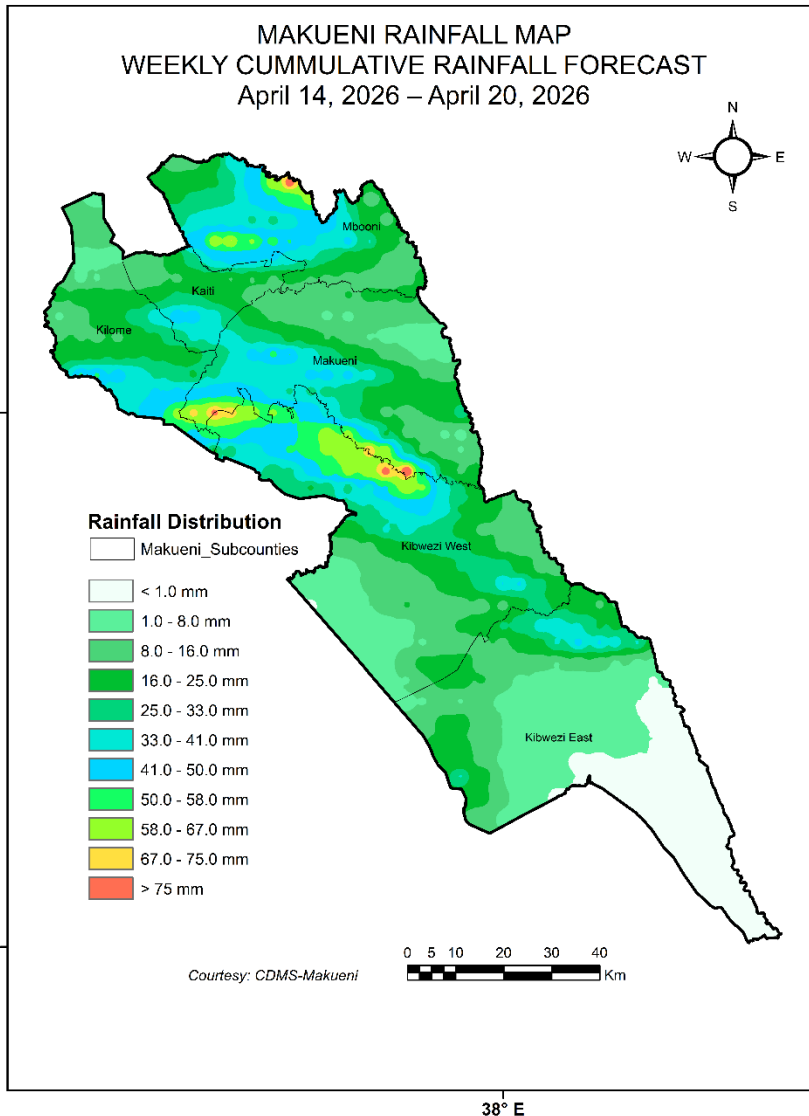 MAKUENI RAINFALL MAP
WEEKLY CUMMULATIVE RAINFALL FORECAST
April 14, 2026 – April 20, 2026
N
W
E
S
Mbooni
Kaiti
Kilome
Makueni
Kibwezi West
Kibwezi East
Rainfall Distribution
Makueni_Subcounties
< 1.0 mm
1.0 - 8.0 mm
8.0 - 16.0 mm
16.0 - 25.0 mm
25.0 - 33.0 mm
33.0 - 41.0 mm
41.0 - 50.0 mm
50.0 - 58.0 mm
58.0 - 67.0 mm
67.0 - 75.0 mm
> 75 mm
0 5 10 20 30 40
Km
Courtesy: CDMS-Makueni
38° E